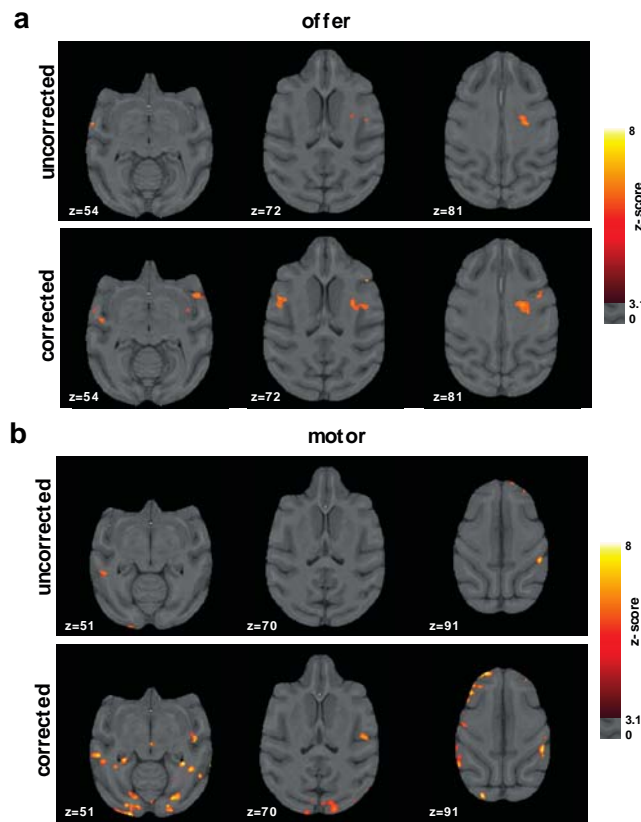 a
offer
uncorrected
z=54
z=72
z=81
corrected
z=54
z=72
z=81
8
z- score
3.1
0
b
motor
uncorrected
z=51
z=70
z=91
corrected
z=51
z=70
z=91
8
z- score
3.1
0